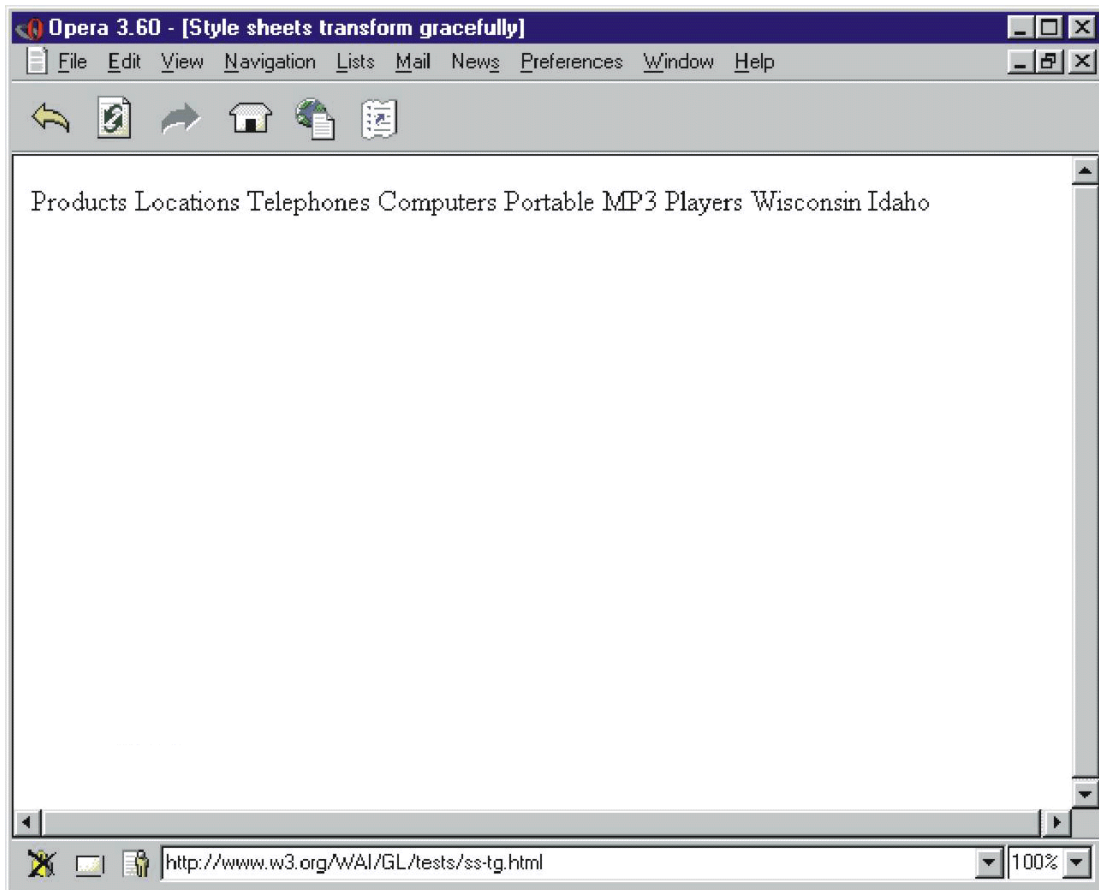 Opera 3.60 - [Style sheets transform gracefully]
File Edit View Navigation Lists Mail News Preferences Window Help
Products Locations Telephones Computers Portable MP3 Players Wisconsin Idaho
http://www.w3.org/WAI/GL/tests/ss-tg.html 100%